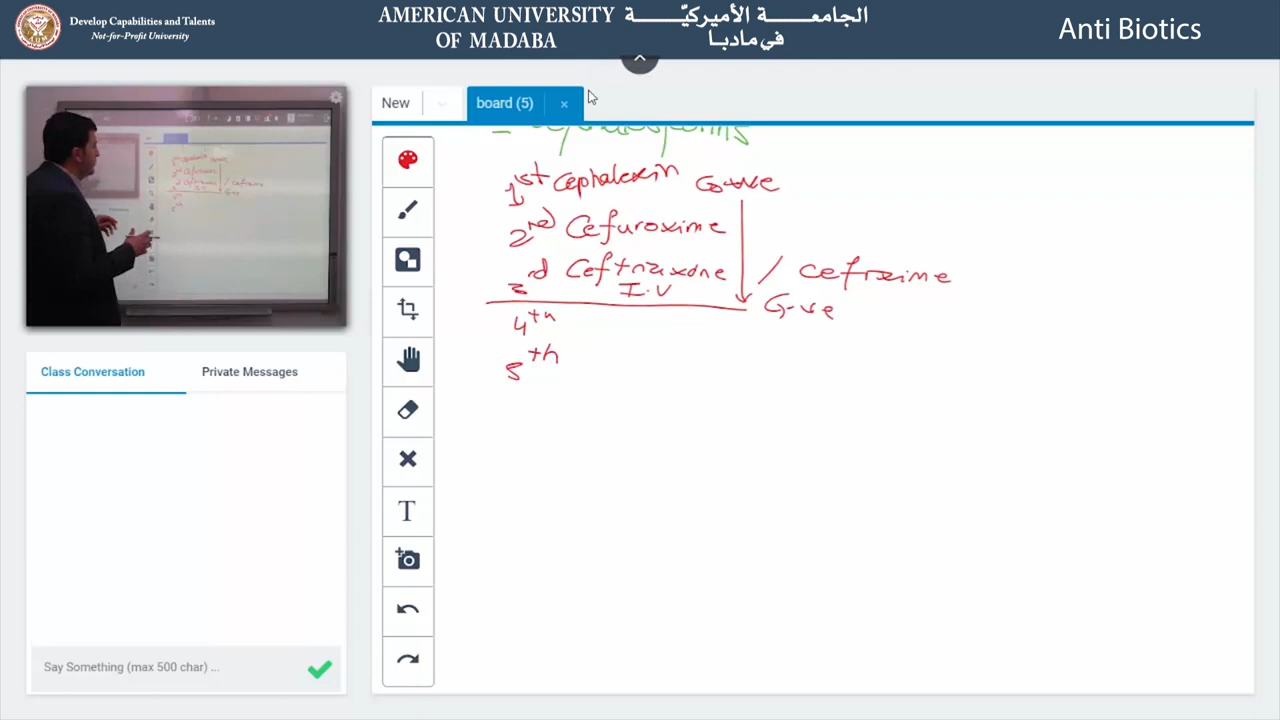 Develop Capabilities and Talents
Not-for-Profit University
AMERICAN UNIVERSITY
OF MADABA
الجامعــــــة الأميركيّـــــــــة
في مادبــا
Anti Biotics
New
board (5)
1st Cephalexin G+ve
2nd Cefuroxime
3rd Ceftriaxone / cefixime
I.V
G-ve
4th
5th
T
Class Conversation
Private Messages
Say Something (max 500 char) ...